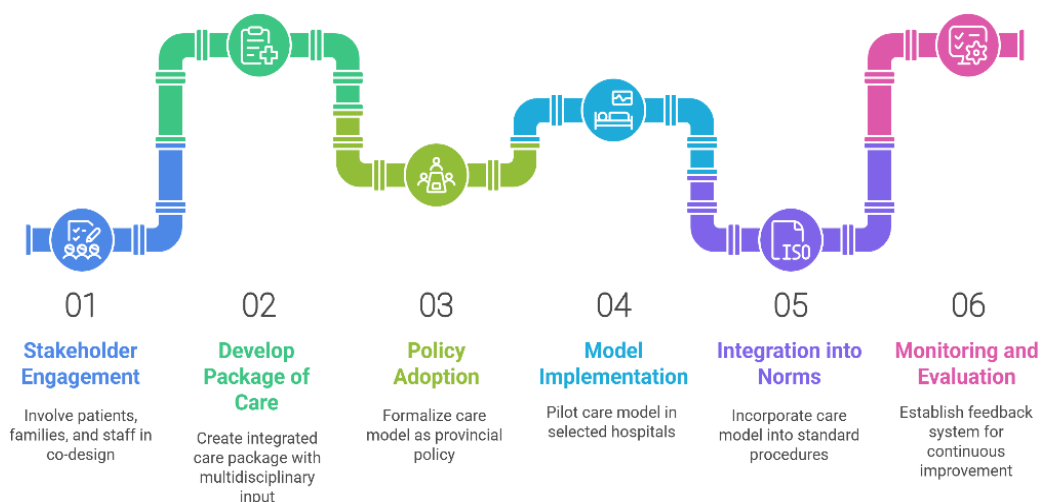 ISO
01
Stakeholder
Engagement
Involve patients,
families, and staff in
co-design
02
Develop
Package of
Care
Create integrated
care package with
multidisciplinary
input
03
Policy
Adoption
Formalize care
model as provincial
policy
04
Model
Implementation
Pilot care model in
selected hospitals
05
Integration into
Norms
Incorporate care
model into standard
procedures
06
Monitoring and
Evaluation
Establish feedback
system for
continuous
improvement